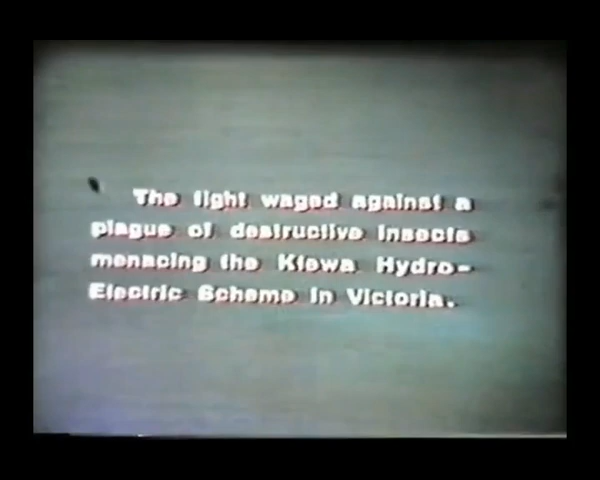 The fight waged against a
plague of destructive insects
menacing the Kiewa Hydro-
Electric Scheme in Victoria.